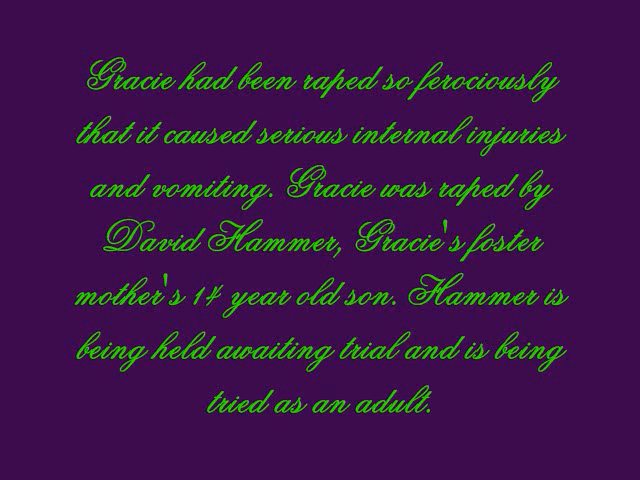 Gracie had been raped so ferociously
that it caused serious internal injuries
and vomiting. Gracie was raped by
David Hammer, Gracie's foster
mother's 14 year old son. Hammer is
being held awaiting trial and is being
tried as an adult.